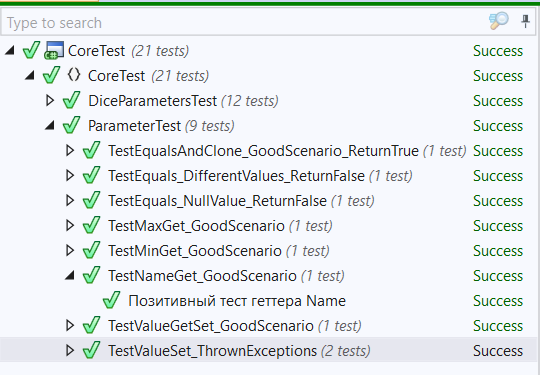 Type to search
CoreTest (21 tests) Success
CoreTest (21 tests) Success
DiceParametersTest (12 tests) Success
ParameterTest (9 tests) Success
TestEqualsAndClone_GoodScenario_ReturnTrue (1 test) Success
TestEquals_DifferentValues_ReturnFalse (1 test) Success
TestEquals_NullValue_ReturnFalse (1 test) Success
TestMaxGet_GoodScenario (1 test) Success
TestMinGet_GoodScenario (1 test) Success
TestNameGet_GoodScenario (1 test) Success
Позитивный тест геттера Name Success
TestValueGetSet_GoodScenario (1 test) Success
TestValueSet_ThrownExceptions (2 tests) Success